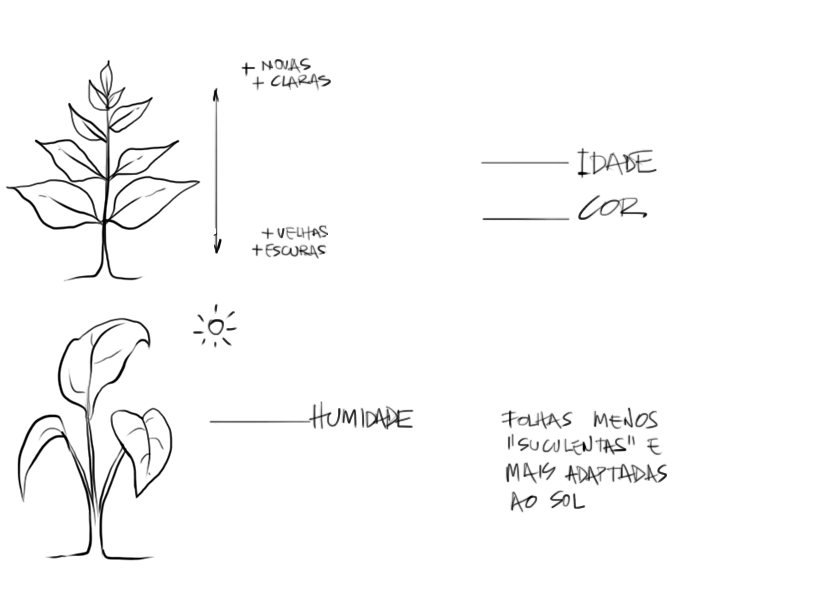 + NOVAS
+ CLARAS
IDADE
COR
+ VELHAS
+ ESCURAS
HUMIDADE
FOLHAS MENOS
"SUCULENTAS" E
MAIS ADAPTADAS
AO SOL